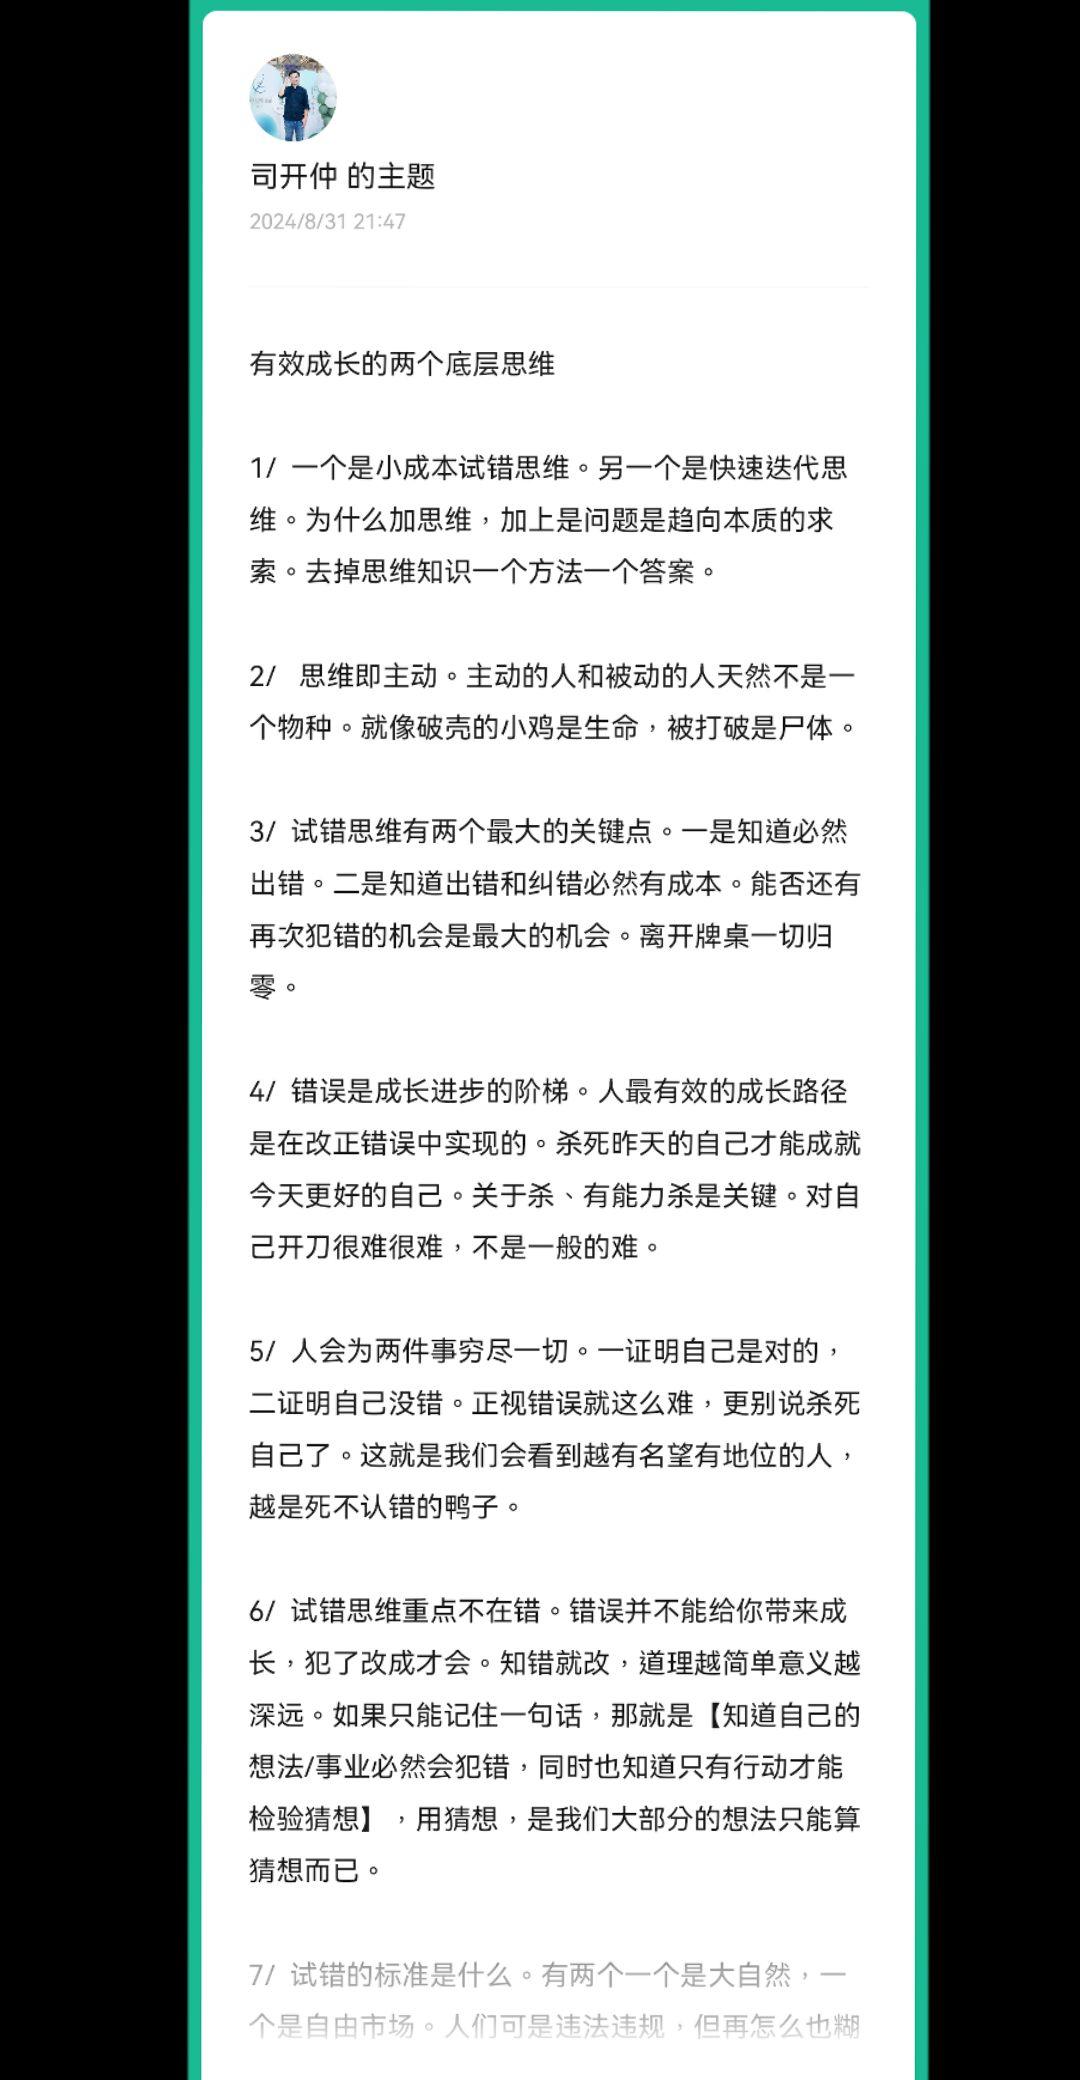 司开仲 的主题
2024/8/31 21:47
有效成长的两个底层思维
1/ 一个是小成本试错思维。另一个是快速迭代思
维。为什么加思维，加上是问题是趋向本质的求
索。去掉思维知识一个方法一个答案。
2/ 思维即主动。主动的人和被动的人天然不是一
个物种。就像破壳的小鸡是生命，被打破是尸体。
3/ 试错思维有两个最大的关键点。一是知道必然
出错。二是知道出错和纠错必然有成本。能否还有
再次犯错的机会是最大的机会。离开牌桌一切归
零。
4/ 错误是成长进步的阶梯。人最有效的成长路径
是在改正错误中实现的。杀死昨天的自己才能成就
今天更好的自己。关于杀、有能力杀是关键。对自
己开刀很难很难，不是一般的难。
5/ 人会为两件事穷尽一切。一证明自己是对的，
二证明自己没错。正视错误就这么难，更别说杀死
自己了。这就是我们会看到越有名望有地位的人，
越是死不认错的鸭子。
6/ 试错思维重点不在错。错误并不能给你带来成
长，犯了改成才会。知错就改，道理越简单意义越
深远。如果只能记住一句话，那就是【知道自己的
想法/事业必然会犯错，同时也知道只有行动才能
检验猜想】，用猜想，是我们大部分的想法只能算
猜想而已。
7/ 试错的标准是什么。有两个一个是大自然，一
个是自由市场。人们可是违法违规，但再怎么也糊